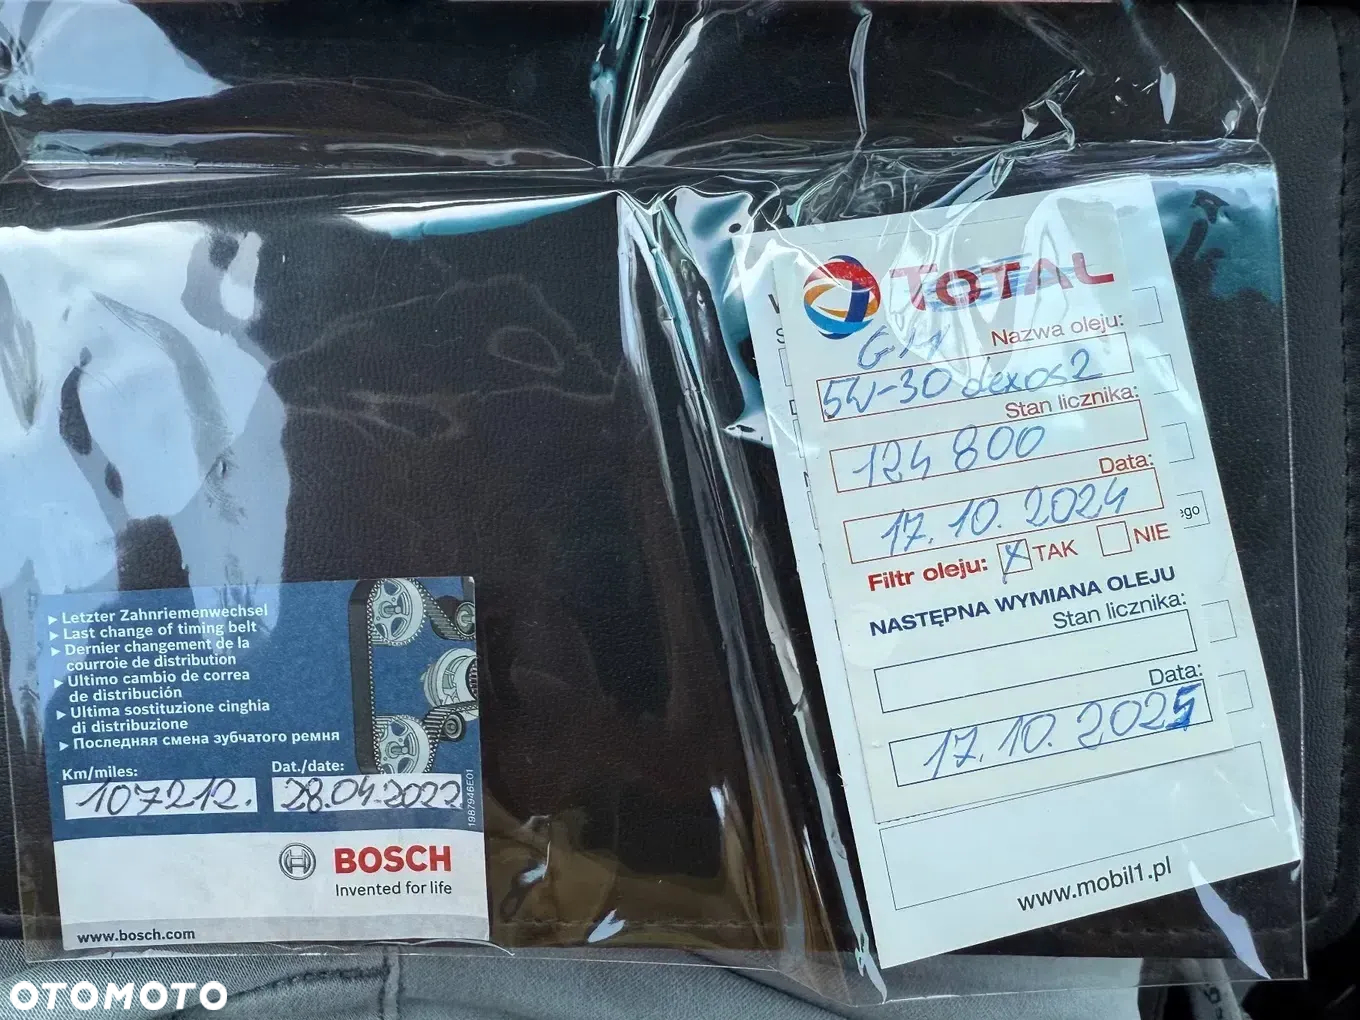 ▸ Letzter Zahnriemenwechsel
▸ Last change of timing belt
▸ Dernier changement de la
courroie de distribution
▸ Ultimo cambio de correa
de distribución
▸ Ultima sostituzione cinghia
di distribuzione
▸ Последняя смена зубчатого ремня
Km/miles:
107212.
Dat./date:
28.04.2022
1987946E01
BOSCH
Invented for life
www.bosch.com
TOTAL
Nazwa oleju:
GM
5W-30 dexos2
Stan licznika:
124 800
Data:
17.10.2024
Filtr oleju: X TAK NIE
NASTĘPNA WYMIANA OLEJU
Stan licznika:
Data:
17.10.2025
ego
www.mobil1.pl
OTOMOTO